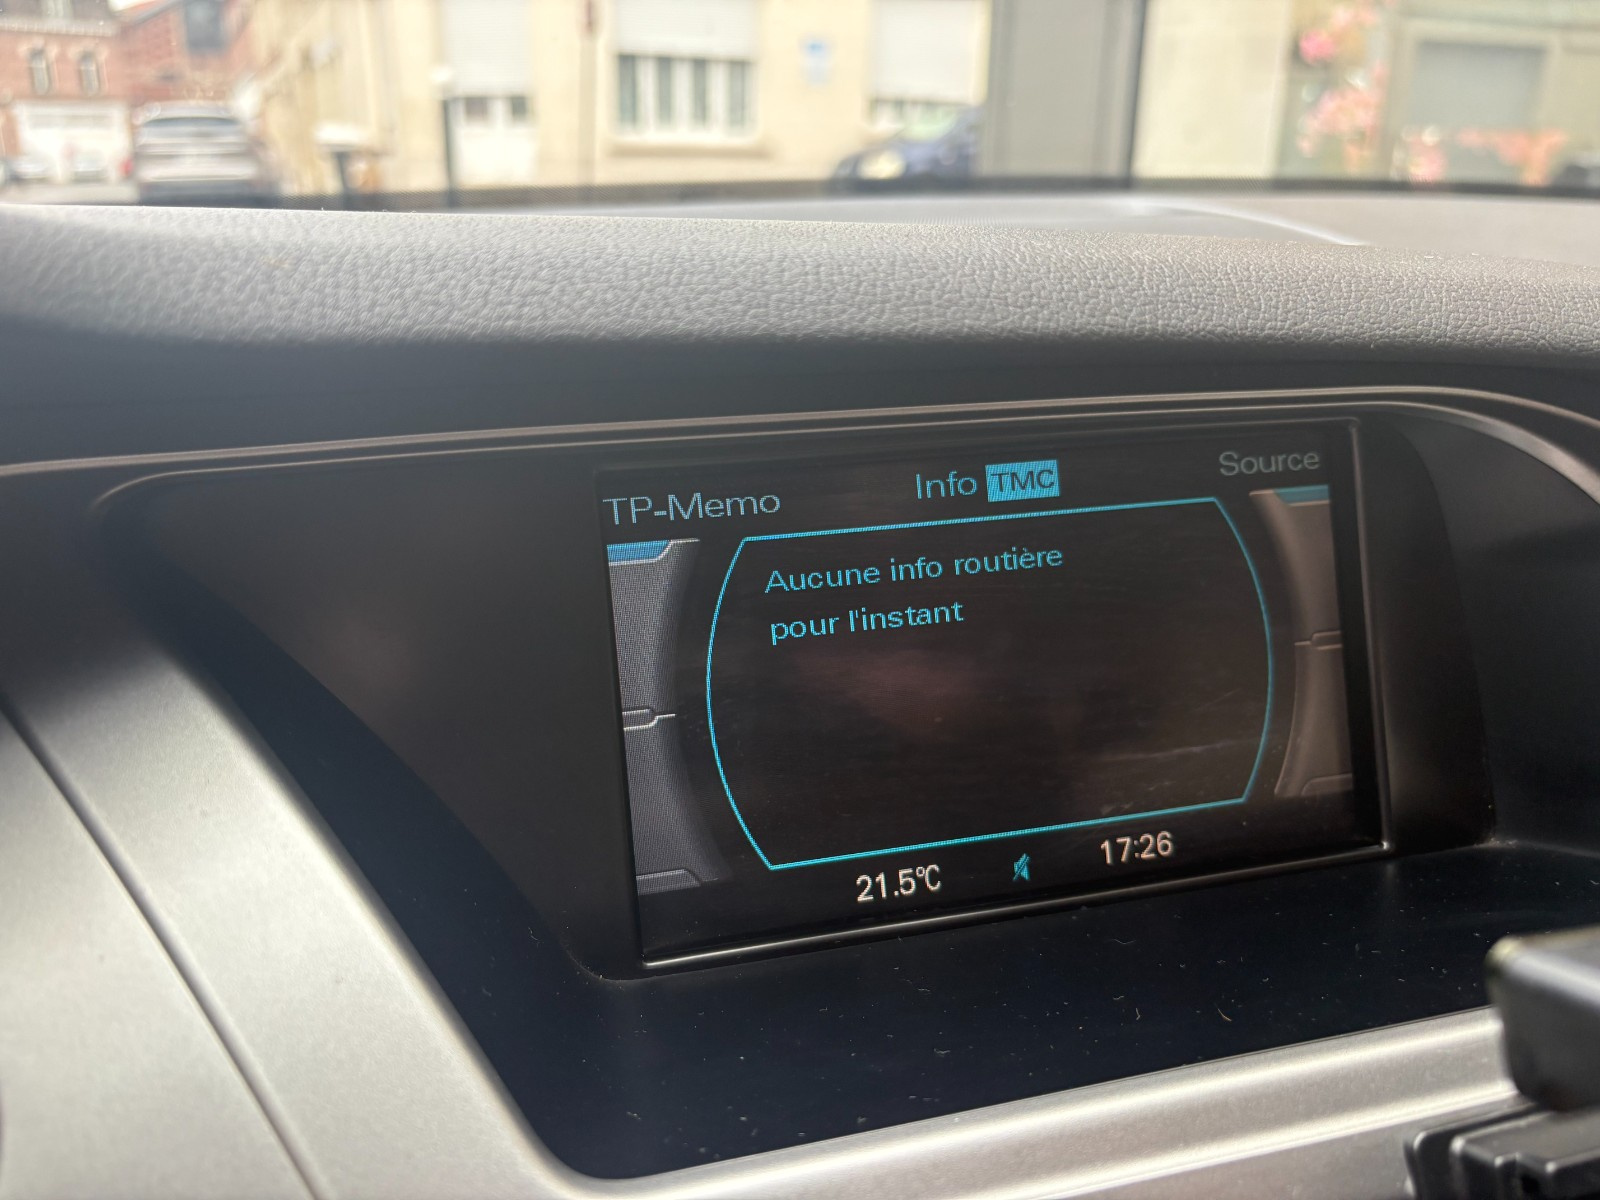 TP-Memo
Info TMC
Source
Aucune info routière
pour l'instant
21.5°C
17:26